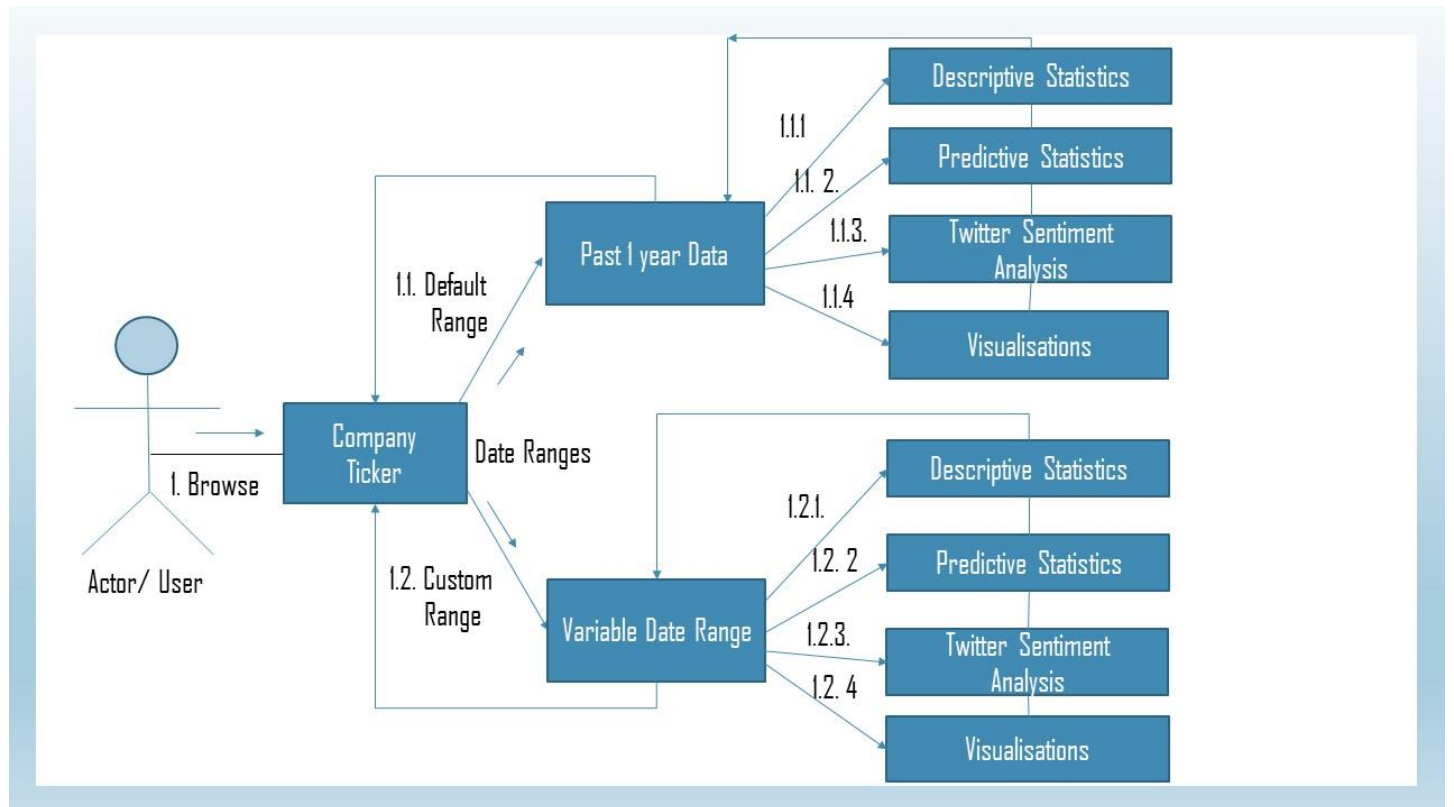 Descriptive Statistics
1.1.1
Predictive Statistics
1.1. 2.
Twitter Sentiment
Analysis
1.1.3.
Past 1 year Data
1.1. Default
Range
1.1.4
Visualisations
Company
Ticker
Date Ranges
1. Browse
Actor/ User
Descriptive Statistics
1.2.1.
Predictive Statistics
1.2. 2
1.2. Custom
Range
Variable Date Range
1.2.3.
Twitter Sentiment
Analysis
1.2. 4
Visualisations